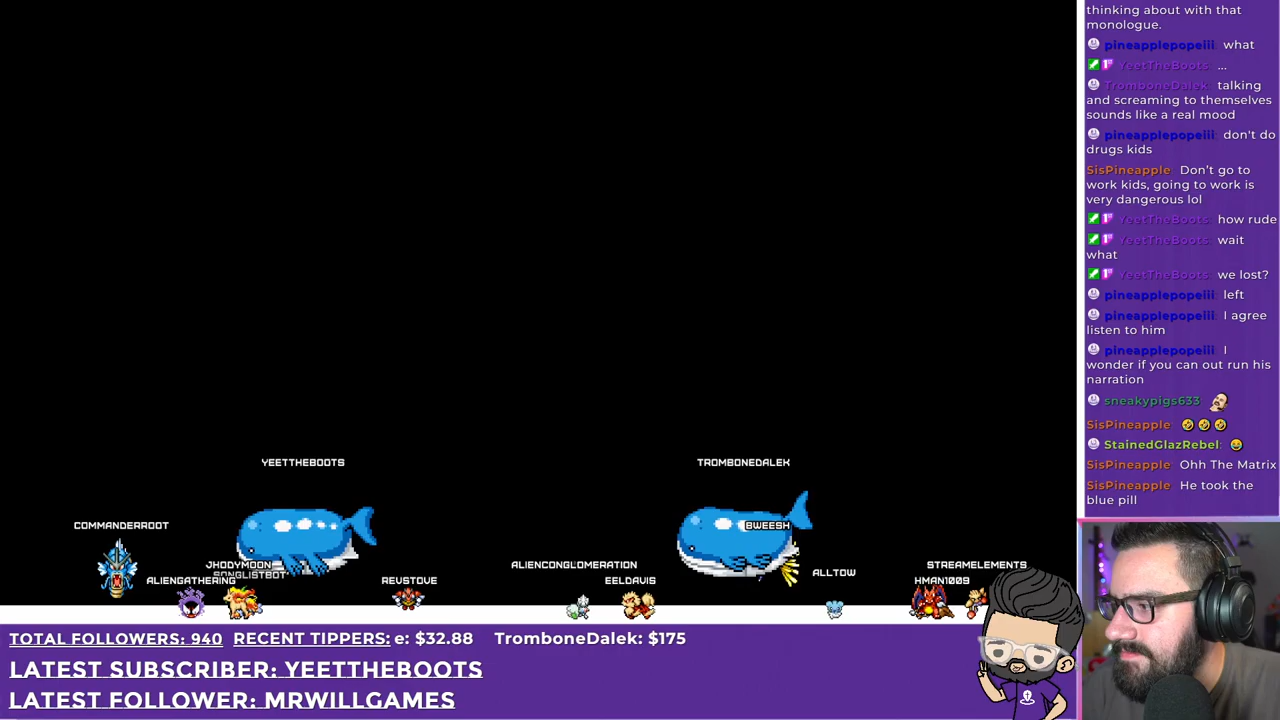 thinking about with that
monologue.
pineapplepopeiii what
YeetTheBoots: ...
TromboneDalek talking
and screaming to themselves
sounds like a real mood
pineapplepopeiii: don't do
drugs kids
SisPineapple Don't go to
work kids, going to work is
very dangerous lol
YeetTheBoots: how rude
YeetTheBoots: wait
what
YeetTheBoots: we lost?
pineapplepopeiii: left
pineapplepopeiii: I agree
listen to him
pineapplepopeiii: I
wonder if you can out run his
narration
sneakypigs633
SisPineapple
StainedGlazRebel:
SisPineapple Ohh The Matrix
SisPineapple He took the
blue pill
YEETTHEBOOTS
TROMBONEDALEK
COMMANDERROOT
BWEESH
JHODYMOON
SONGLISTBOT
ALIENGATHERING
REVSTOVE
ALIENCONGLOMERATION
EELDAVIS
ALLTOW
STREAMELEMENTS
HMAN1009
TOTAL FOLLOWERS: 940 RECENT TIPPERS: e: $32.88 TromboneDalek: $175
LATEST SUBSCRIBER: YEETTHEBOOTS
LATEST FOLLOWER: MRWILLGAMES